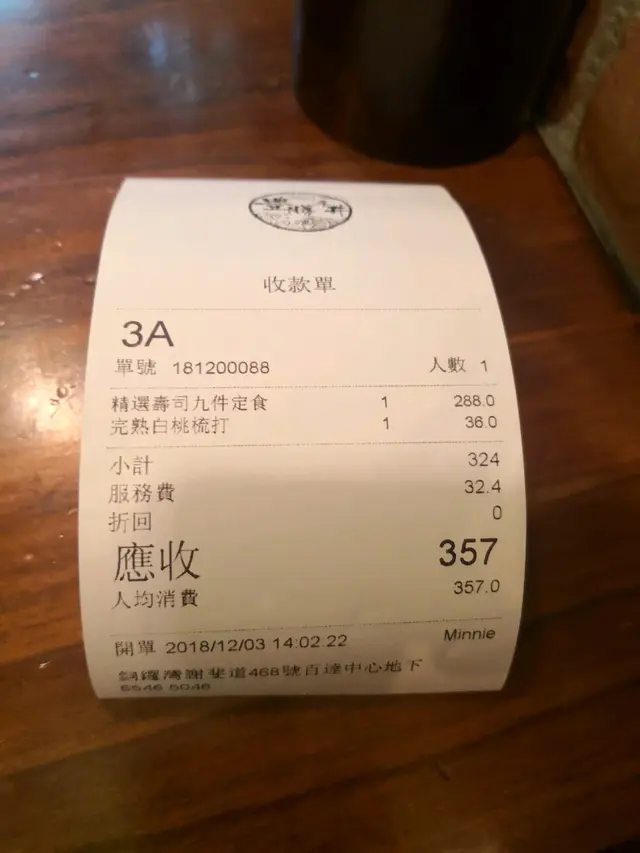 收款單
3A
單號 181200088 人數 1
精選壽司九件定食 1 288.0
完熟白桃梳打 1 36.0
小計 324
服務費 32.4
折回 0
應收 357
人均消費 357.0
開單 2018/12/03 14:02:22 Minnie
銅鑼灣謝斐道468號百達中心地下
6546 5046